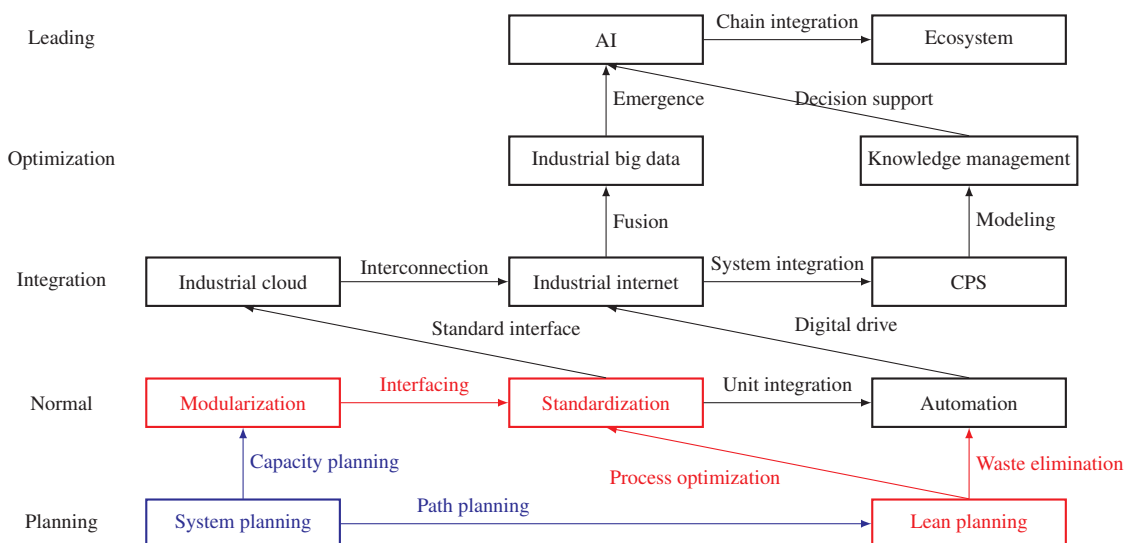 Leading
AI
Chain integration
Ecosystem
Emergence
Decision support
Optimization
Industrial big data
Knowledge management
Fusion
Modeling
Integration
Industrial cloud
Interconnection
Industrial internet
System integration
CPS
Standard interface
Digital drive
Normal
Modularization
Interfacing
Standardization
Unit integration
Automation
Capacity planning
Process optimization
Waste elimination
Planning
System planning
Path planning
Lean planning